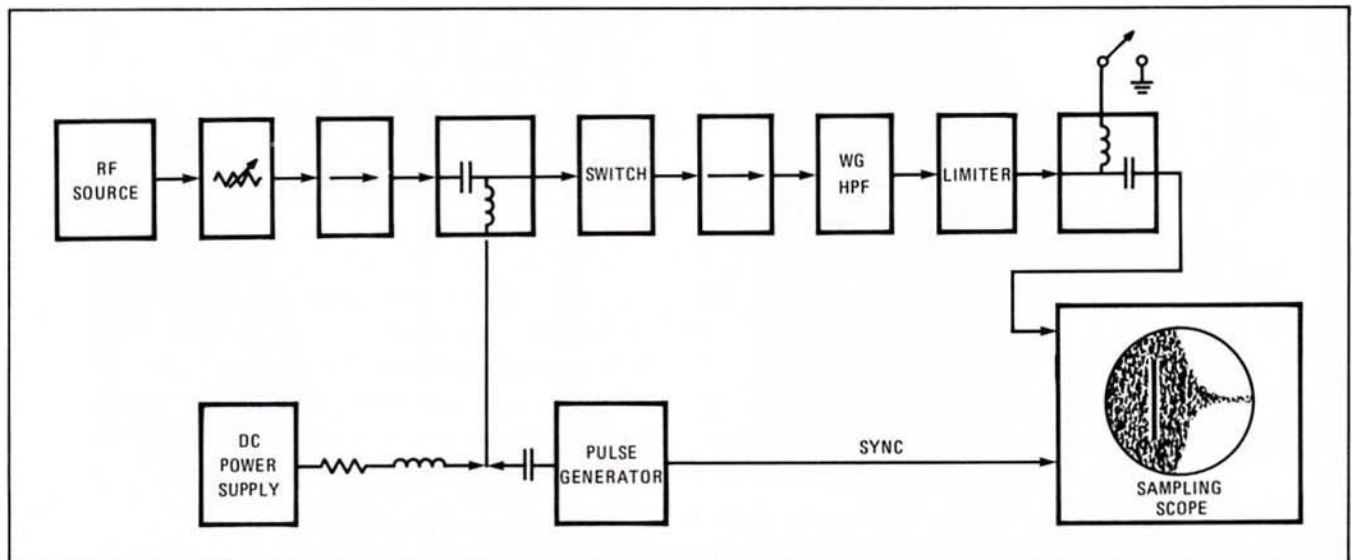 RF
SOURCE
SWITCH
WG
HPF
LIMITER
DC
POWER
SUPPLY
PULSE
GENERATOR
SYNC
SAMPLING
SCOPE